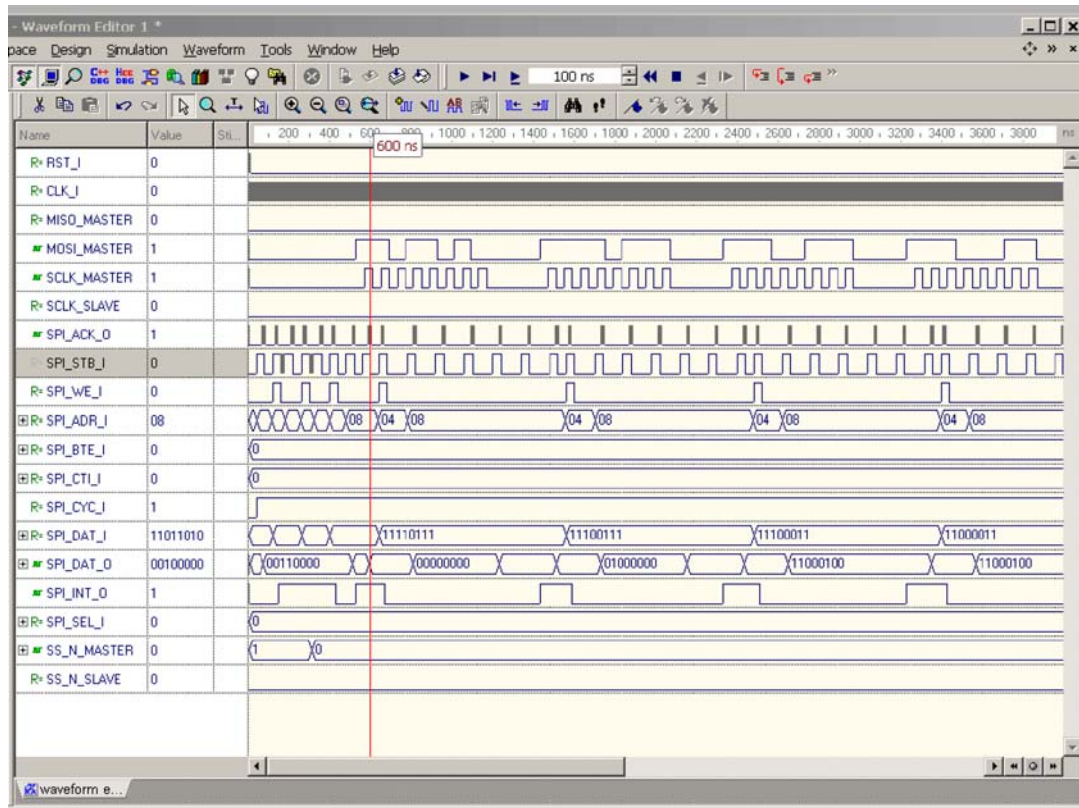 - Waveform Editor 1 *
pace Design Simulation Waveform Tools Window Help
C++ DBG HEX DBG 100 ns
Name Value Sti... 200 400 600 800 1000 1200 1400 1600 1800 2000 2200 2400 2600 2800 3000 3200 3400 3600 3800 ns
600 ns
RST_I 0
CLK_I 0
MISO_MASTER 0
MOSI_MASTER 1
SCLK_MASTER 1
SCLK_SLAVE 0
SPI_ACK_O 1
SPI_STB_I 0
SPI_WE_I 0
SPI_ADR_I 08 08 04 08 04 08 04 08 04 08
SPI_BTE_I 0 0
SPI_CTI_I 0 0
SPI_CYC_I 1
SPI_DAT_I 11011010 11110111 11100111 11100011 11000011
SPI_DAT_O 00100000 00110000 00000000 01000000 11000100 11000100
SPI_INT_O 1
SPI_SEL_I 0 0
SS_N_MASTER 0 1 0
SS_N_SLAVE 0
waveform e...